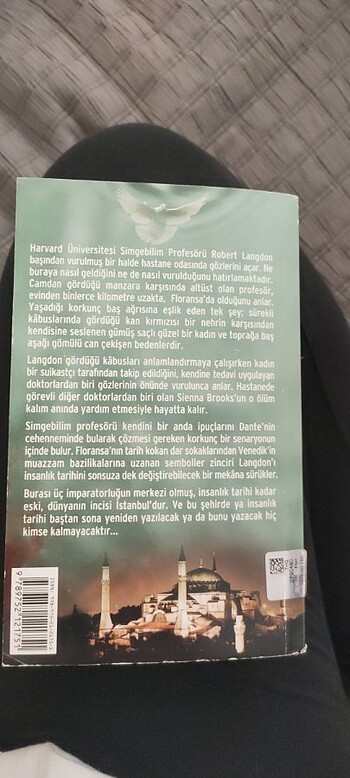 Harvard Üniversitesi Simgebilim Profesörü Robert Langdon
başından vurulmuş bir halde hastane odasında gözlerini açar. Ne
buraya nasıl geldiğini ne de nasıl vurulduğunu hatırlamaktadır.
Camdan gördüğü manzara karşısında altüst olan profesör,
evinden binlerce kilometre uzakta, Floransa'da olduğunu anlar.
Yaşadığı korkunç baş ağrısına eşlik eden tek şey; sürekli
kâbuslarında gördüğü kan kırmızısı bir nehrin karşısından
kendisine seslenen gümüş saçlı güzel bir kadın ve toprağa baş
aşağı gömülü can çekişen bedenlerdir.
Langdon gördüğü kâbusları anlamlandırmaya çalışırken kadın
bir suikastçı tarafından takip edildiğini, kendine tedavi uygulayan
doktorlardan biri gözlerinin önünde vurulunca anlar. Hastanede
görevli diğer doktorlardan biri olan Sienna Brooks'un o ölüm
kalım anında yardım etmesiyle hayatta kalır.
Simgebilim profesörü kendini bir anda ipuçlarını Dante'nin
cehenneminde bularak çözmesi gereken korkunç bir senaryonun
içinde bulur. Floransa'nın tarih kokan dar sokaklarından Venedik'in
muazzam bazilikalarına uzanan semboller zinciri Langdon'ı
insanlık tarihini sonsuza dek değiştirebilecek bir mekâna sürükler.
Burası üç imparatorluğun merkezi olmuş, insanlık tarihi kadar
eski, dünyanın incisi İstanbul'dur. Ve bu şehirde ya insanlık
tarihi baştan sona yeniden yazılacak ya da bunu yazacak hiç
kimse kalmayacaktır...
9 789752 121751